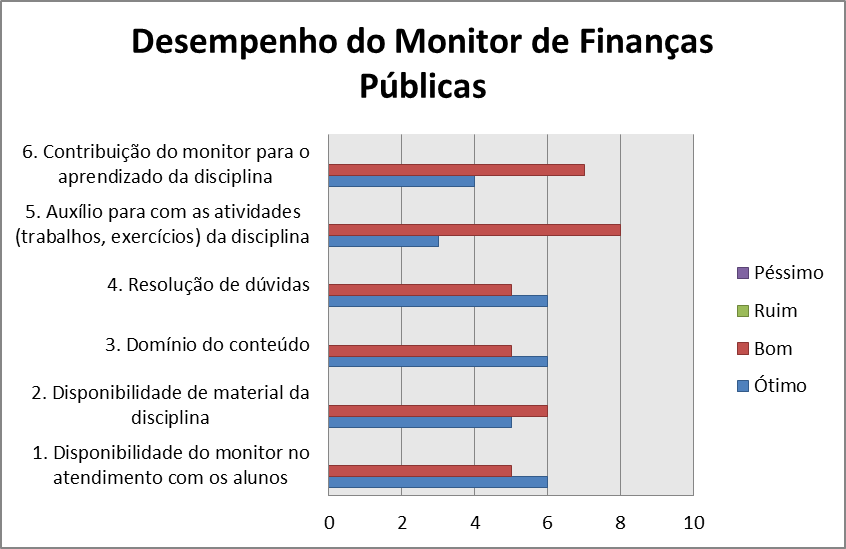 Desempenho do Monitor de Finanças
Públicas
6. Contribuição do monitor para o
aprendizado da disciplina
5. Auxílio para com as atividades
(trabalhos, exercícios) da disciplina
4. Resolução de dúvidas
3. Domínio do conteúdo
2. Disponibilidade de material da
disciplina
1. Disponibilidade do monitor no
atendimento com os alunos
0 2 4 6 8 10
Péssimo
Ruim
Bom
Ótimo